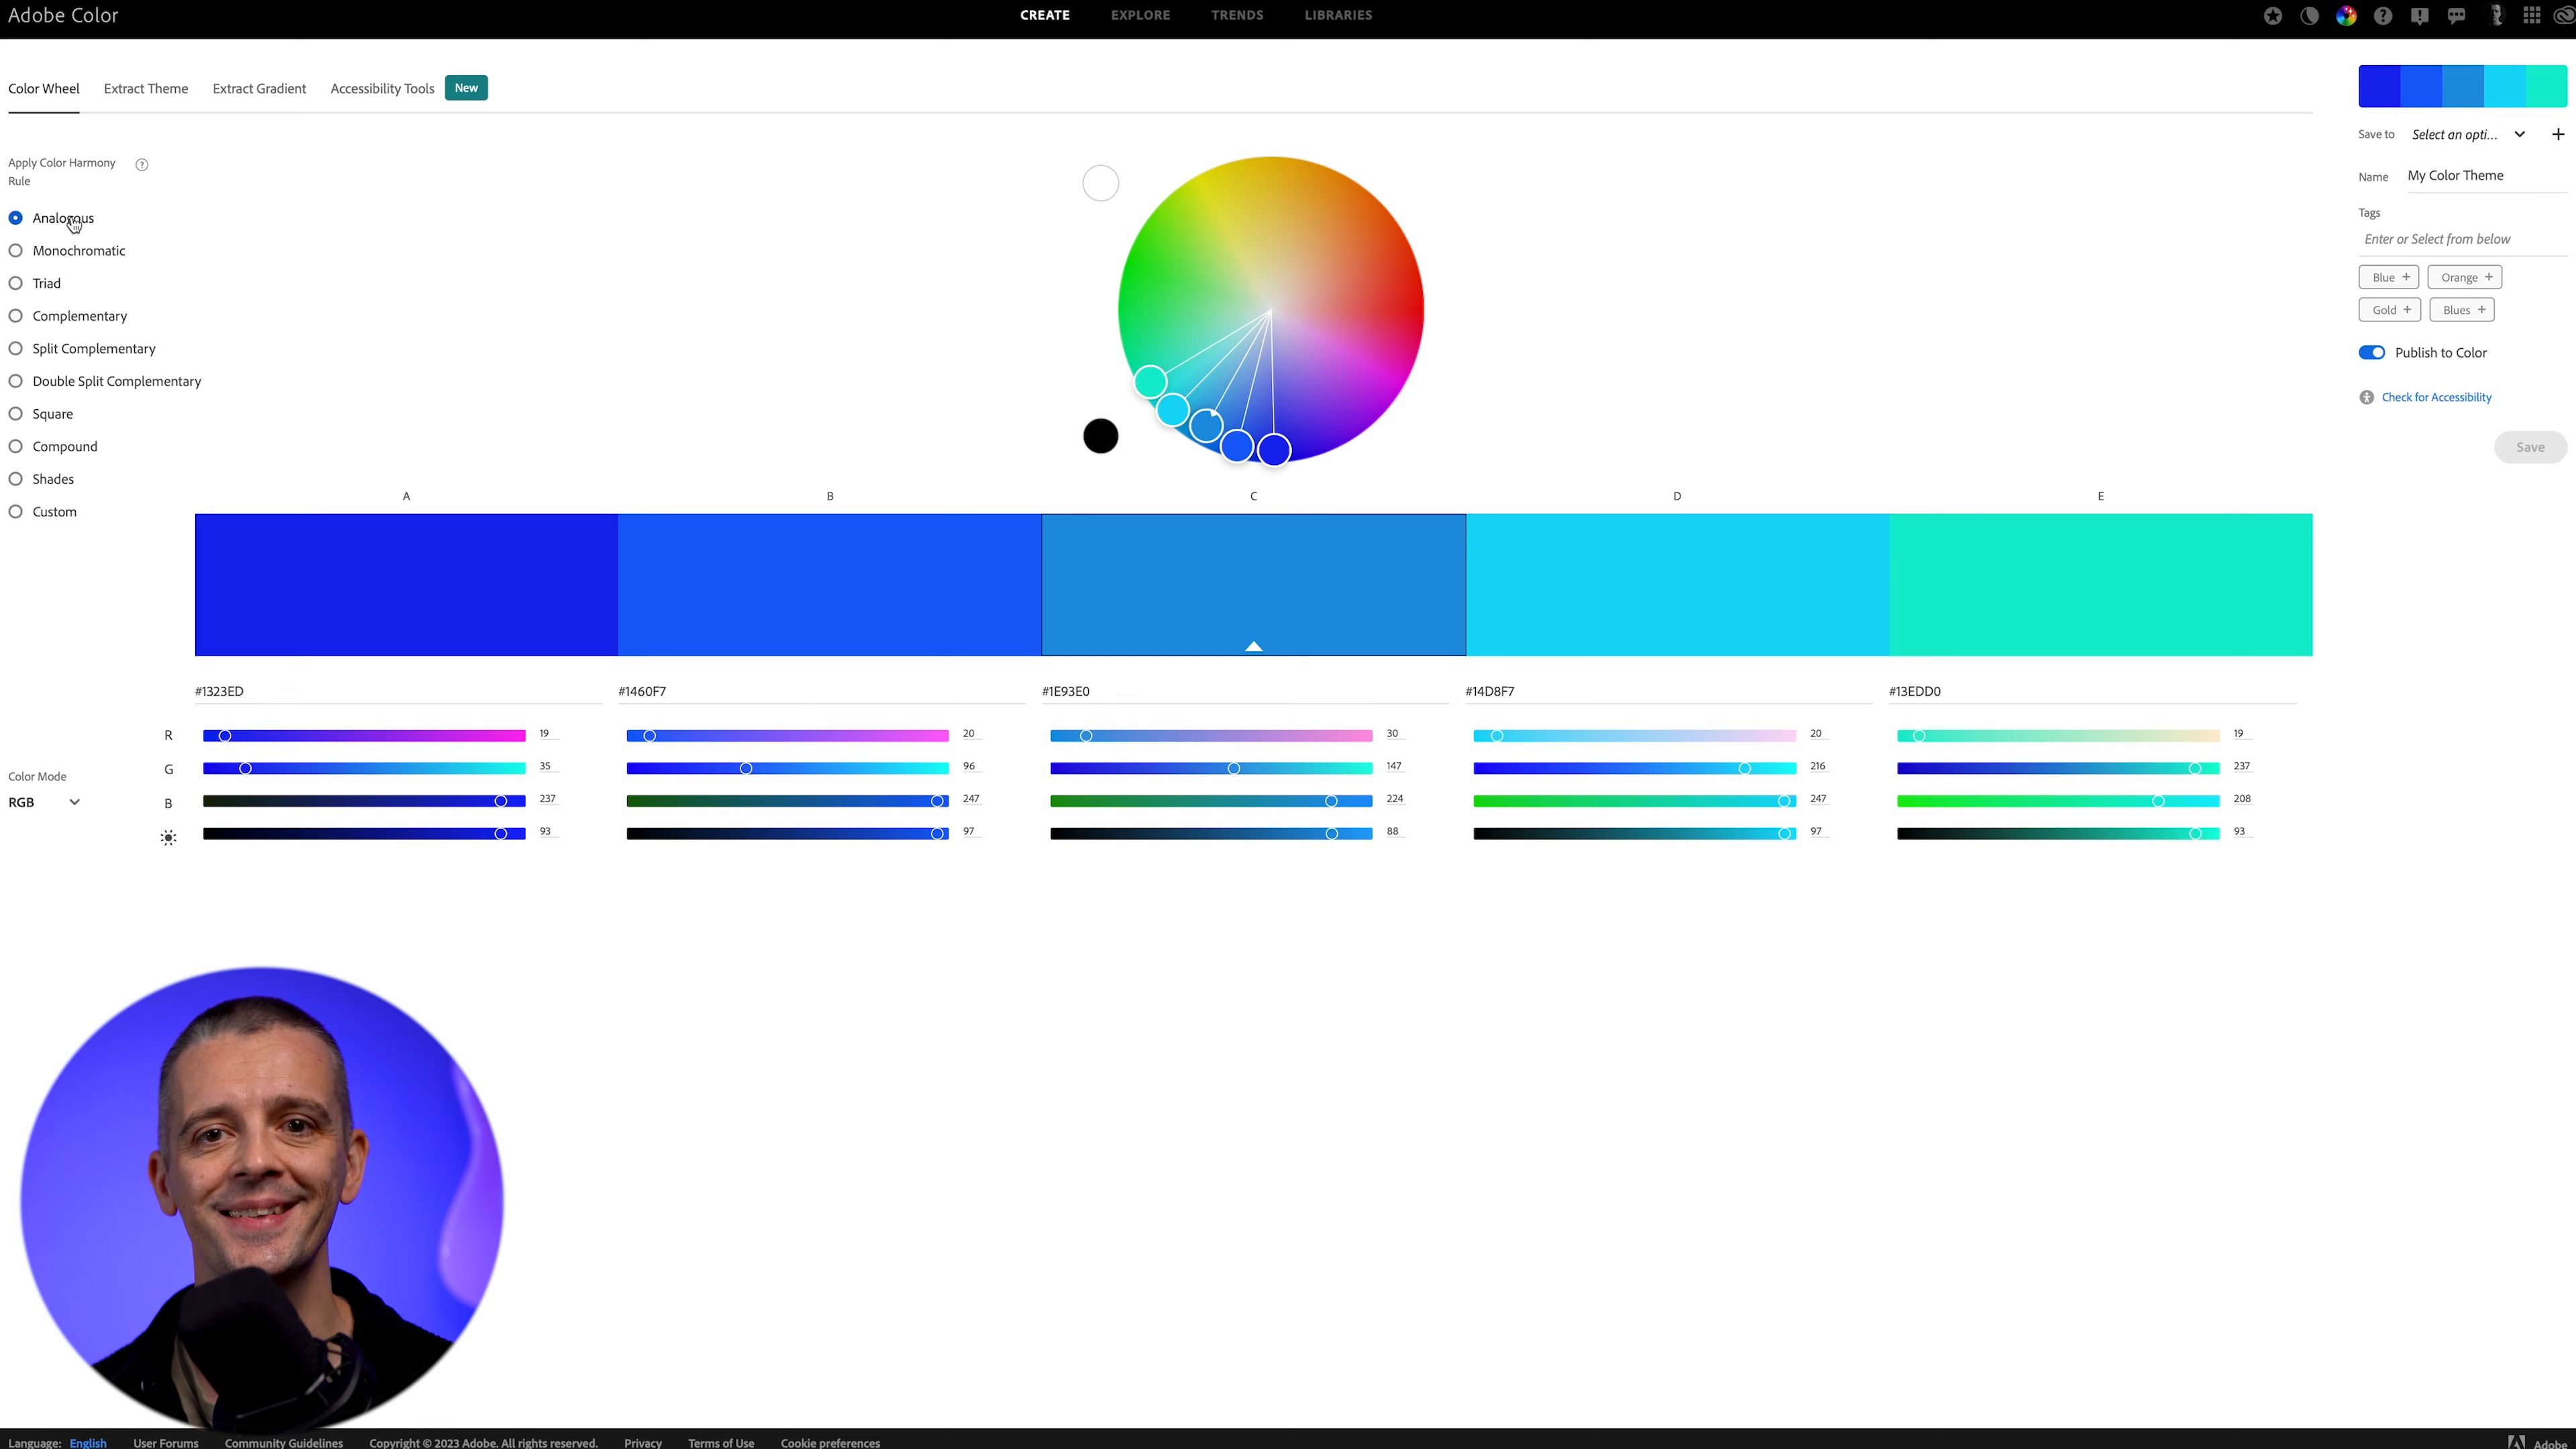 Adobe Color
CREATE EXPLORE TRENDS LIBRARIES
Color Wheel Extract Theme Extract Gradient Accessibility Tools New
Apply Color Harmony
Rule
Analogous
Monochromatic
Triad
Complementary
Split Complementary
Double Split Complementary
Square
Compound
Shades
Custom
Save to Select an opti...
Name My Color Theme
Tags
Enter or Select from below
Blue + Orange +
Gold + Blues +
Publish to Color
Check for Accessibility
Save
A B C D E
#1323ED #1460F7 #1E93E0 #14D8F7 #13EDD0
R 19 20 30 20 19
G 35 96 147 216 237
B 237 247 224 247 208
93 97 88 97 93
Color Mode
RGB
Language: English User Forums Community Guidelines Copyright © 2023 Adobe. All rights reserved. Privacy Terms of Use Cookie preferences Adobe